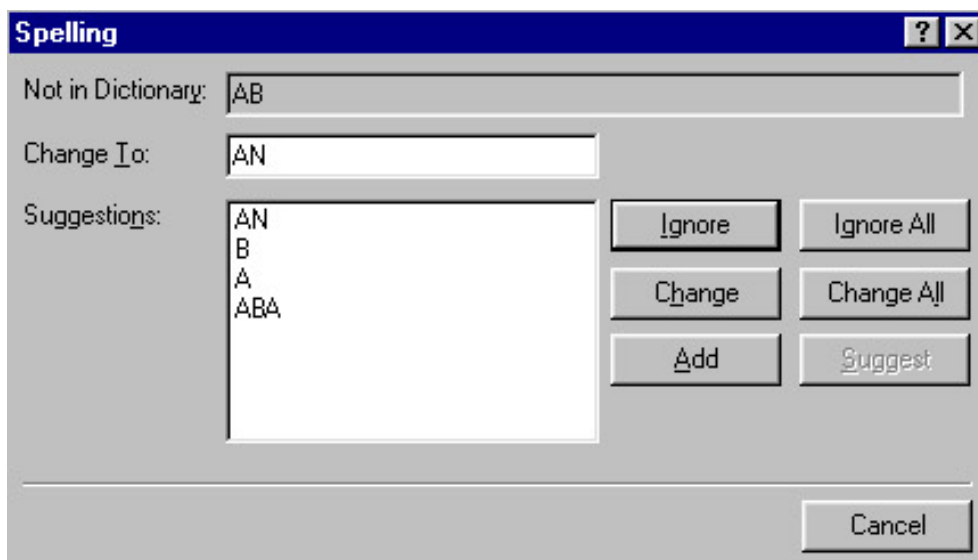 Spelling
Not in Dictionary: AB
Change To: AN
Suggestions:
AN
B
A
ABA
Ignore Ignore All
Change Change All
Add Suggest
Cancel